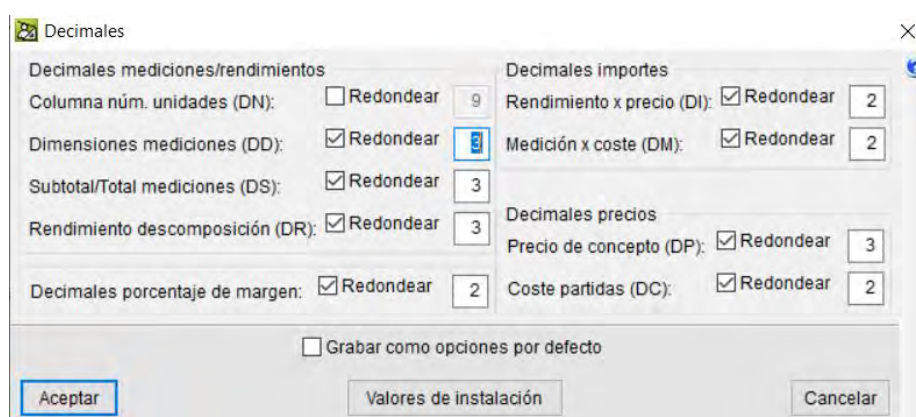 Decimales
Decimales mediciones/rendimientos
Columna núm. unidades (DN): Redondear 9
Dimensiones mediciones (DD): Redondear 3
Subtotal/Total mediciones (DS): Redondear 3
Rendimiento descomposición (DR): Redondear 3
Decimales porcentaje de margen: Redondear 2
Decimales importes
Rendimiento x precio (DI): Redondear 2
Medición x coste (DM): Redondear 2
Decimales precios
Precio de concepto (DP): Redondear 3
Coste partidas (DC): Redondear 2
Grabar como opciones por defecto
Aceptar Valores de instalación Cancelar